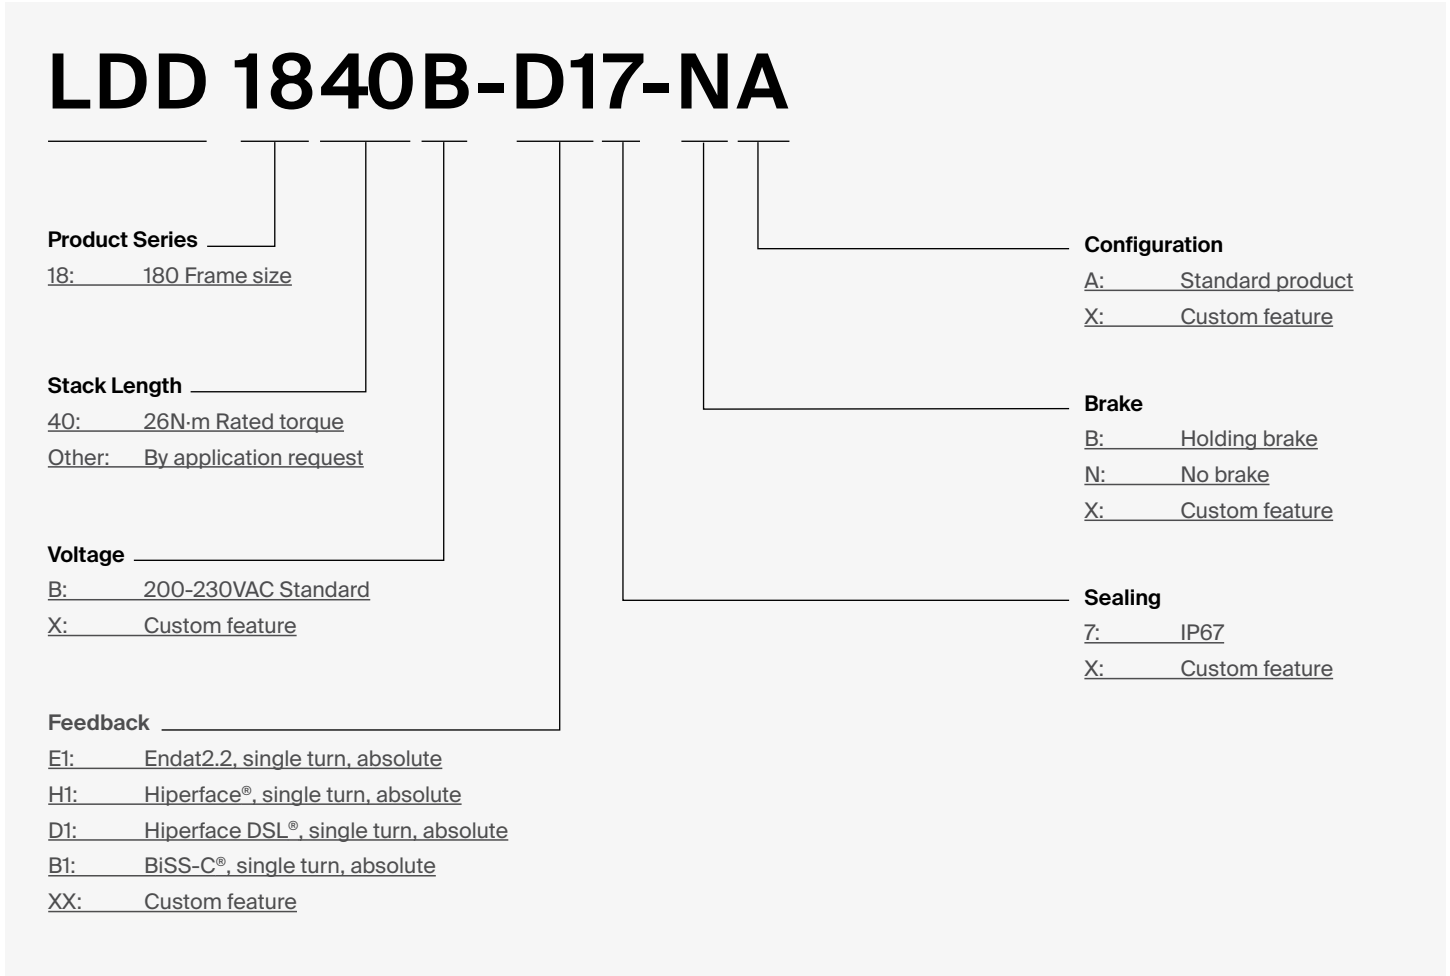 LDD 1840B-D17-NA
Product Series
18: 180 Frame size
Stack Length
40: 26N·m Rated torque
Other: By application request
Voltage
B: 200-230VAC Standard
X: Custom feature
Feedback
E1: Endat2.2, single turn, absolute
H1: Hiperface®, single turn, absolute
D1: Hiperface DSL®, single turn, absolute
B1: BiSS-C®, single turn, absolute
XX: Custom feature
Configuration
A: Standard product
X: Custom feature
Brake
B: Holding brake
N: No brake
X: Custom feature
Sealing
7: IP67
X: Custom feature